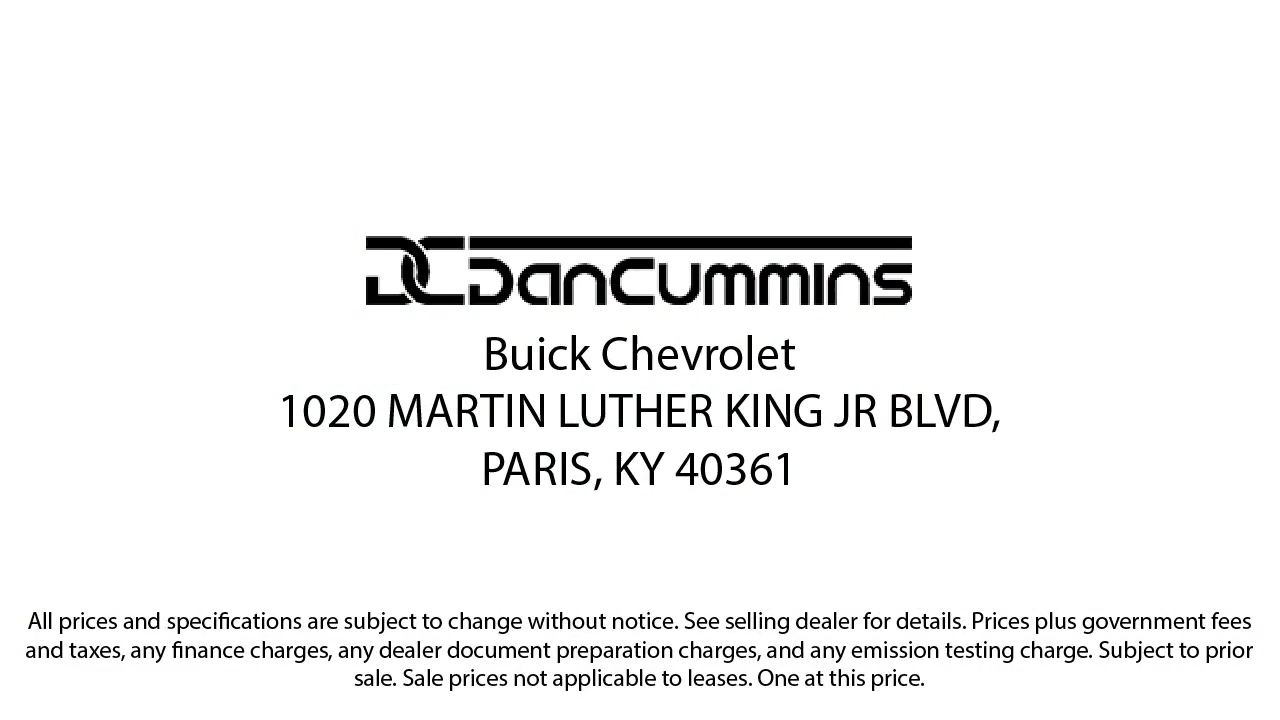 DC DanCummins
Buick Chevrolet
1020 MARTIN LUTHER KING JR BLVD,
PARIS, KY 40361
All prices and specifications are subject to change without notice. See selling dealer for details. Prices plus government fees
and taxes, any finance charges, any dealer document preparation charges, and any emission testing charge. Subject to prior
sale. Sale prices not applicable to leases. One at this price.